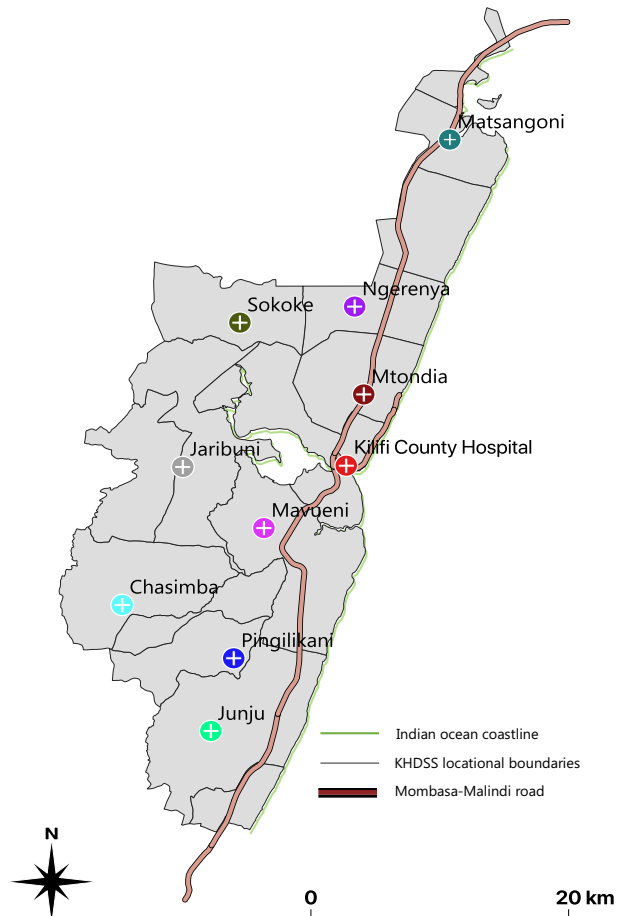 Matsangoni
Ngerenya
Sokoke
Mtondia
Kilifi County Hospital
Jaribuni
Mavueni
Chasimba
Pingilikani
Junju
Indian ocean coastline
KHDSS locational boundaries
Mombasa-Malindi road
N
0 20 km